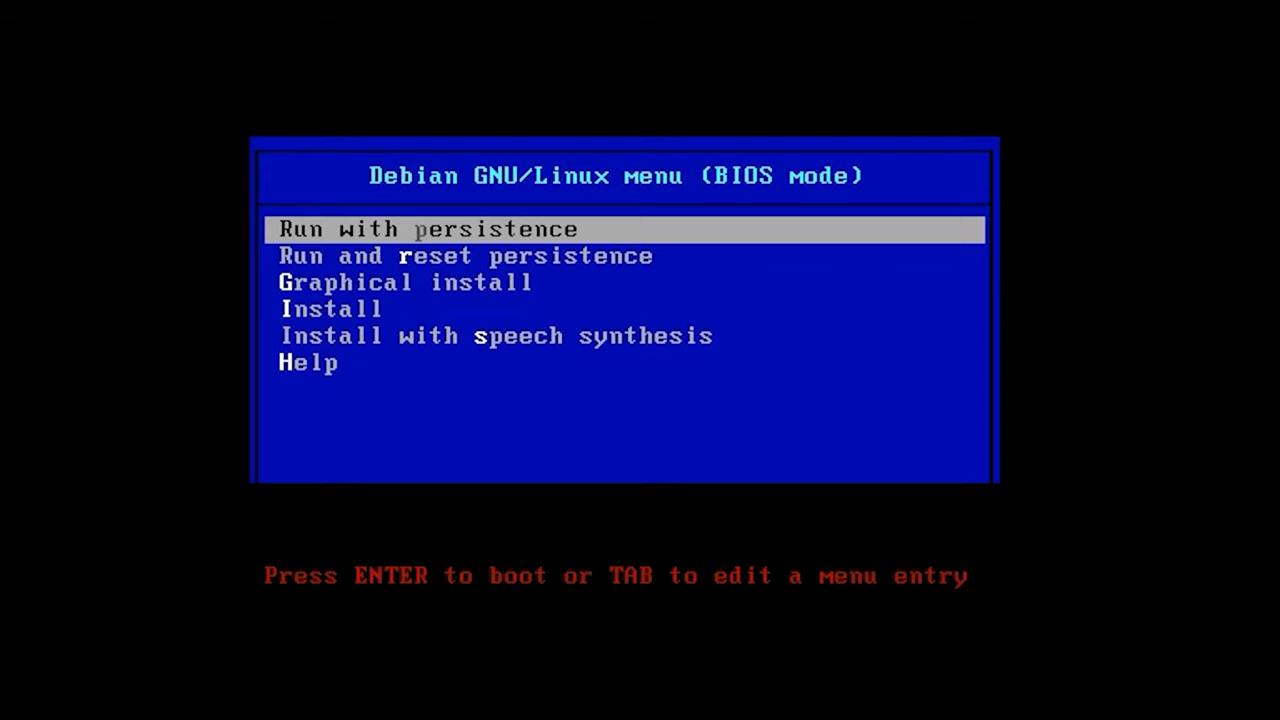 Debian GNU/Linux menu (BIOS mode)
Run with persistence
Run and reset persistence
Graphical install
Install
Install with speech synthesis
Help
Press ENTER to boot or TAB to edit a menu entry